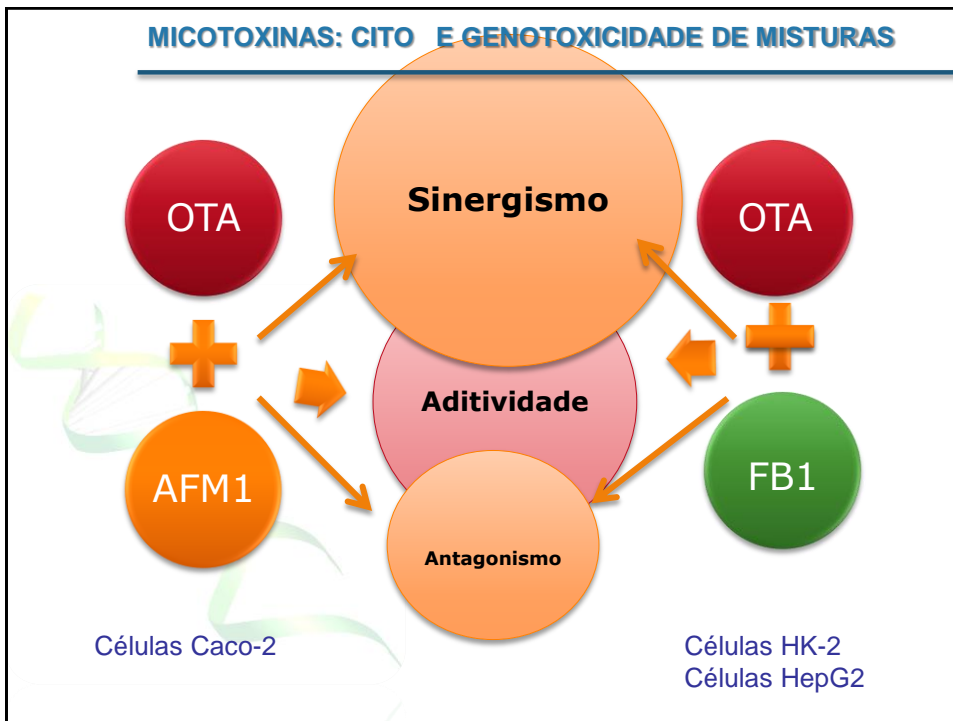 MICOTOXINAS: CITO E GENOTOXICIDADE DE MISTURAS
Sinergismo
OTA
OTA
Aditividade
AFM1
FB1
Antagonismo
Células Caco-2
Células HK-2
Células HepG2